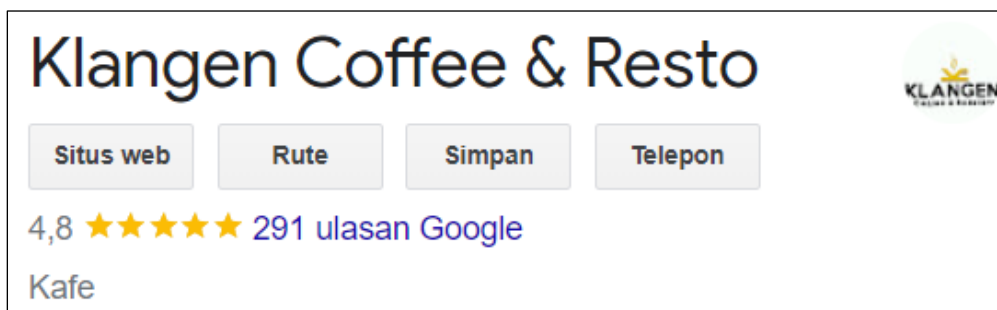 Klangen Coffee & Resto
KLANGEN
Situs web Rute Simpan Telepon
4,8 291 ulasan Google
Kafe